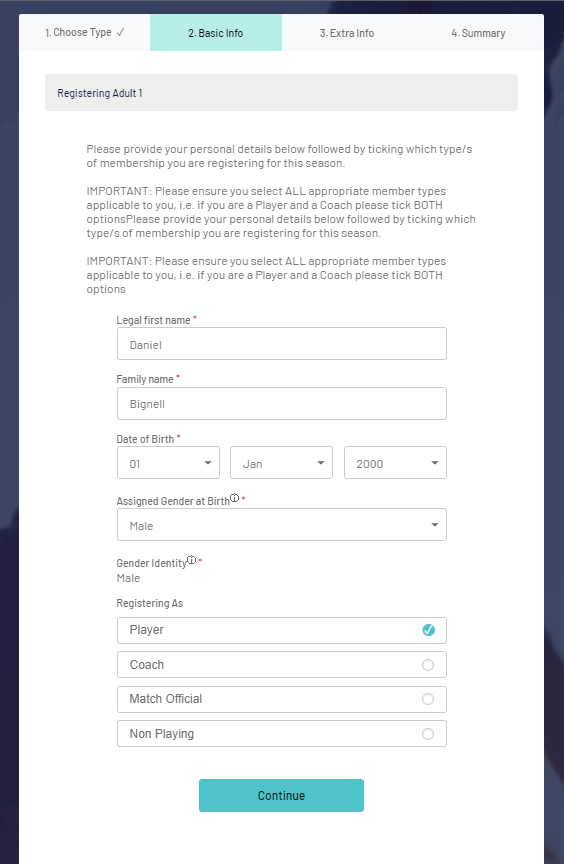 1. Choose Type ✓
2. Basic Info
3. Extra Info
4. Summary
Registering Adult 1
Please provide your personal details below followed by ticking which type/s
of membership you are registering for this season.
IMPORTANT: Please ensure you select ALL appropriate member types
applicable to you, i.e. if you are a Player and a Coach please tick BOTH
optionsPlease provide your personal details below followed by ticking which
type/s of membership you are registering for this season.
IMPORTANT: Please ensure you select ALL appropriate member types
applicable to you, i.e. if you are a Player and a Coach please tick BOTH
options
Legal first name *
Daniel
Family name *
Bignell
Date of Birth *
01 Jan 2000
Assigned Gender at Birth ⓘ *
Male
Gender Identity ⓘ *
Male
Registering As
Player
Coach
Match Official
Non Playing
Continue